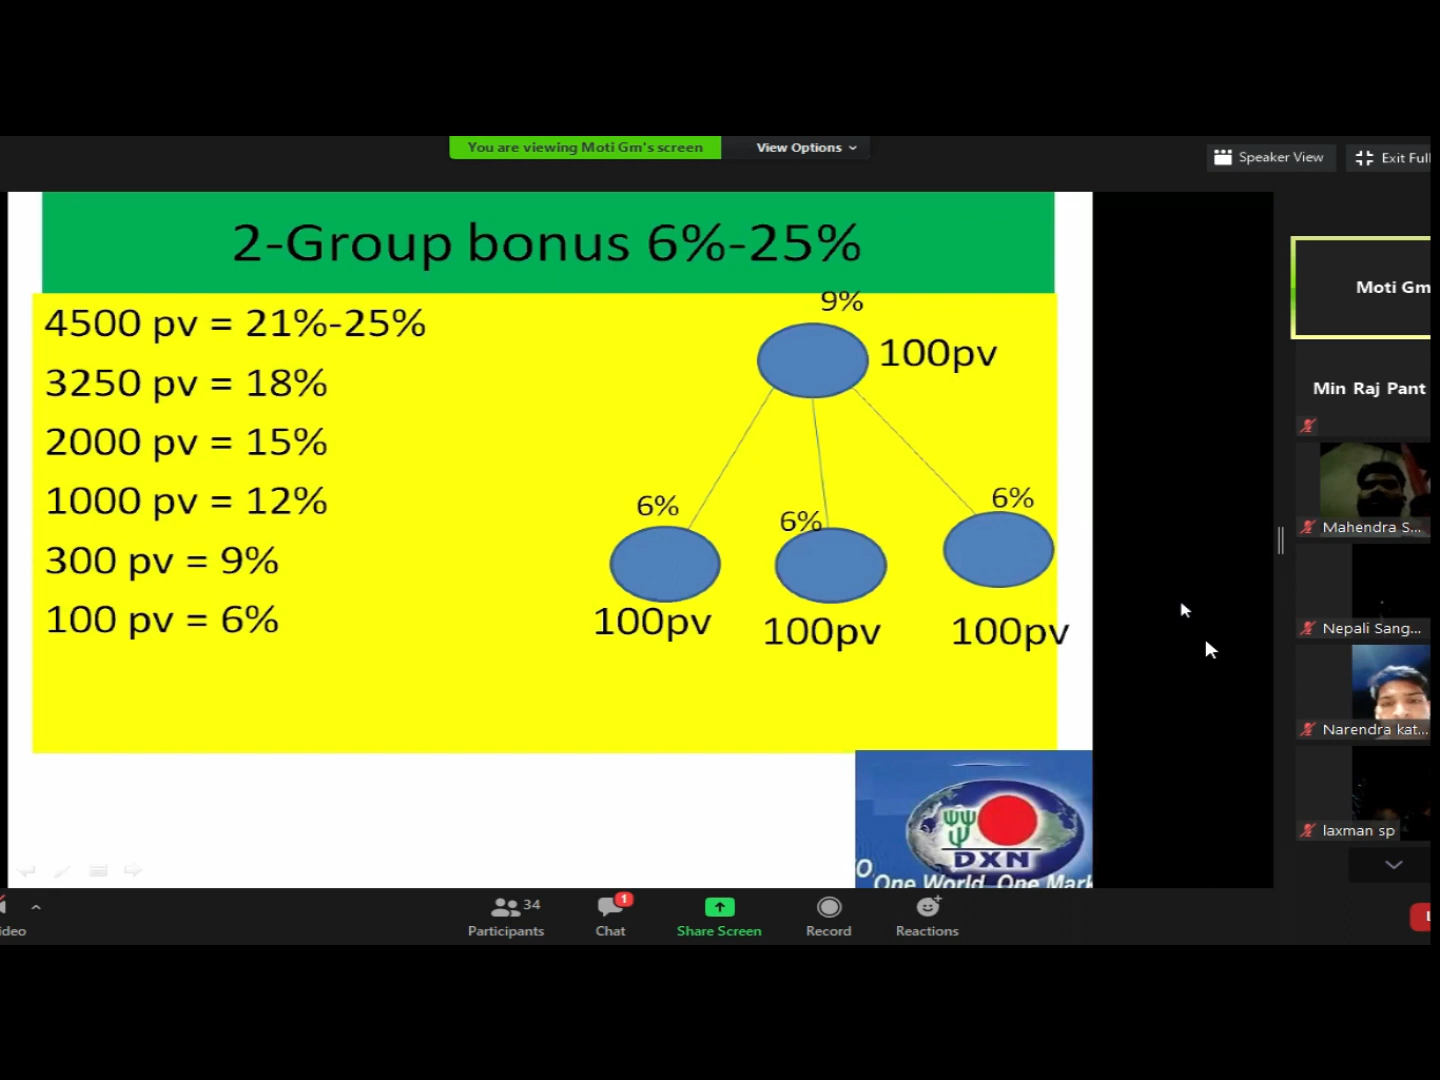 You are viewing Moti Gm's screen
View Options
Speaker View
Exit Full
2-Group bonus 6%-25%
4500 pv = 21%-25%
3250 pv = 18%
2000 pv = 15%
1000 pv = 12%
300 pv = 9%
100 pv = 6%
9%
100pv
6%
6%
6%
100pv
100pv
100pv
DXN
One World, One Mark
Moti Gm
Min Raj Pant
Mahendra S...
Nepali Sang...
Narendra kat...
laxman sp
ideo
34
Participants
1
Chat
Share Screen
Record
Reactions